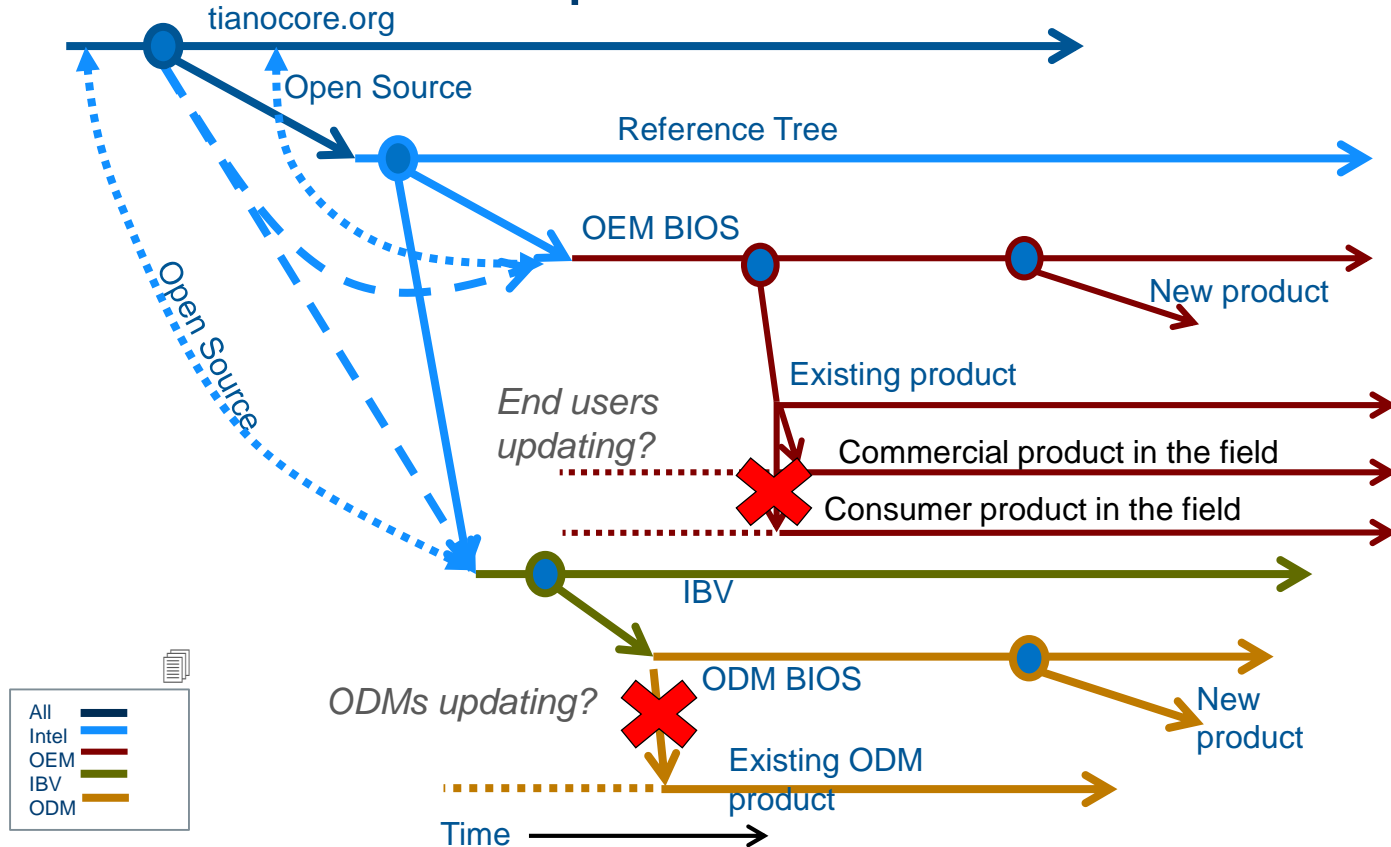 tianocore.org
Open Source
Reference Tree
OEM BIOS
New product
Open Source
Existing product
End users
updating?
Commercial product in the field
Consumer product in the field
IBV
ODM BIOS
ODMs updating?
New
product
Existing ODM
product
All
Intel
OEM
IBV
ODM
Time